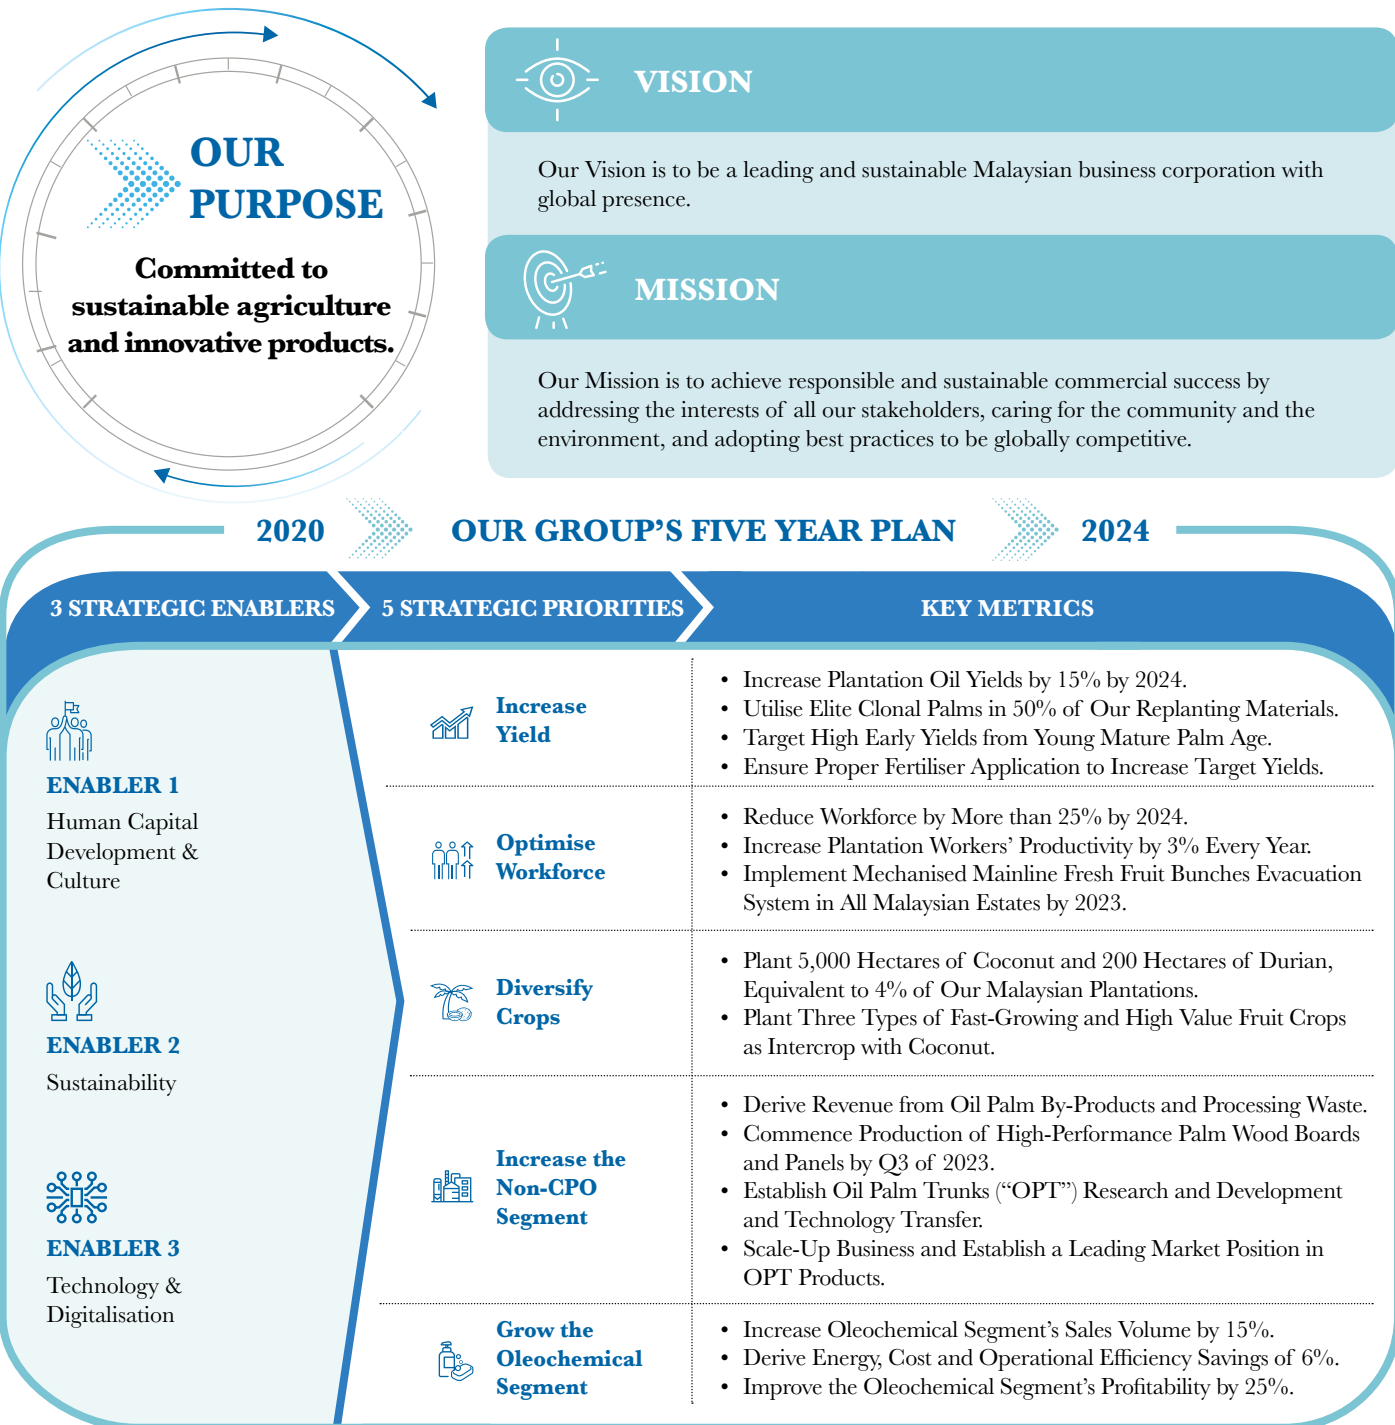 OUR
PURPOSE
Committed to
sustainable agriculture
and innovative products.
VISION
Our Vision is to be a leading and sustainable Malaysian business corporation with
global presence.
MISSION
Our Mission is to achieve responsible and sustainable commercial success by
addressing the interests of all our stakeholders, caring for the community and the
environment, and adopting best practices to be globally competitive.
2020 OUR GROUP’S FIVE YEAR PLAN 2024
3 STRATEGIC ENABLERS
5 STRATEGIC PRIORITIES
KEY METRICS
ENABLER 1
Human Capital
Development &
Culture
ENABLER 2
Sustainability
ENABLER 3
Technology &
Digitalisation
Increase
Yield
• Increase Plantation Oil Yields by 15% by 2024.
• Utilise Elite Clonal Palms in 50% of Our Replanting Materials.
• Target High Early Yields from Young Mature Palm Age.
• Ensure Proper Fertiliser Application to Increase Target Yields.
Optimise
Workforce
• Reduce Workforce by More than 25% by 2024.
• Increase Plantation Workers’ Productivity by 3% Every Year.
• Implement Mechanised Mainline Fresh Fruit Bunches Evacuation
System in All Malaysian Estates by 2023.
Diversify
Crops
• Plant 5,000 Hectares of Coconut and 200 Hectares of Durian,
Equivalent to 4% of Our Malaysian Plantations.
• Plant Three Types of Fast-Growing and High Value Fruit Crops
as Intercrop with Coconut.
Increase the
Non-CPO
Segment
• Derive Revenue from Oil Palm By-Products and Processing Waste.
• Commence Production of High-Performance Palm Wood Boards
and Panels by Q3 of 2023.
• Establish Oil Palm Trunks (“OPT”) Research and Development
and Technology Transfer.
• Scale-Up Business and Establish a Leading Market Position in
OPT Products.
Grow the
Oleochemical
Segment
• Increase Oleochemical Segment’s Sales Volume by 15%.
• Derive Energy, Cost and Operational Efficiency Savings of 6%.
• Improve the Oleochemical Segment’s Profitability by 25%.